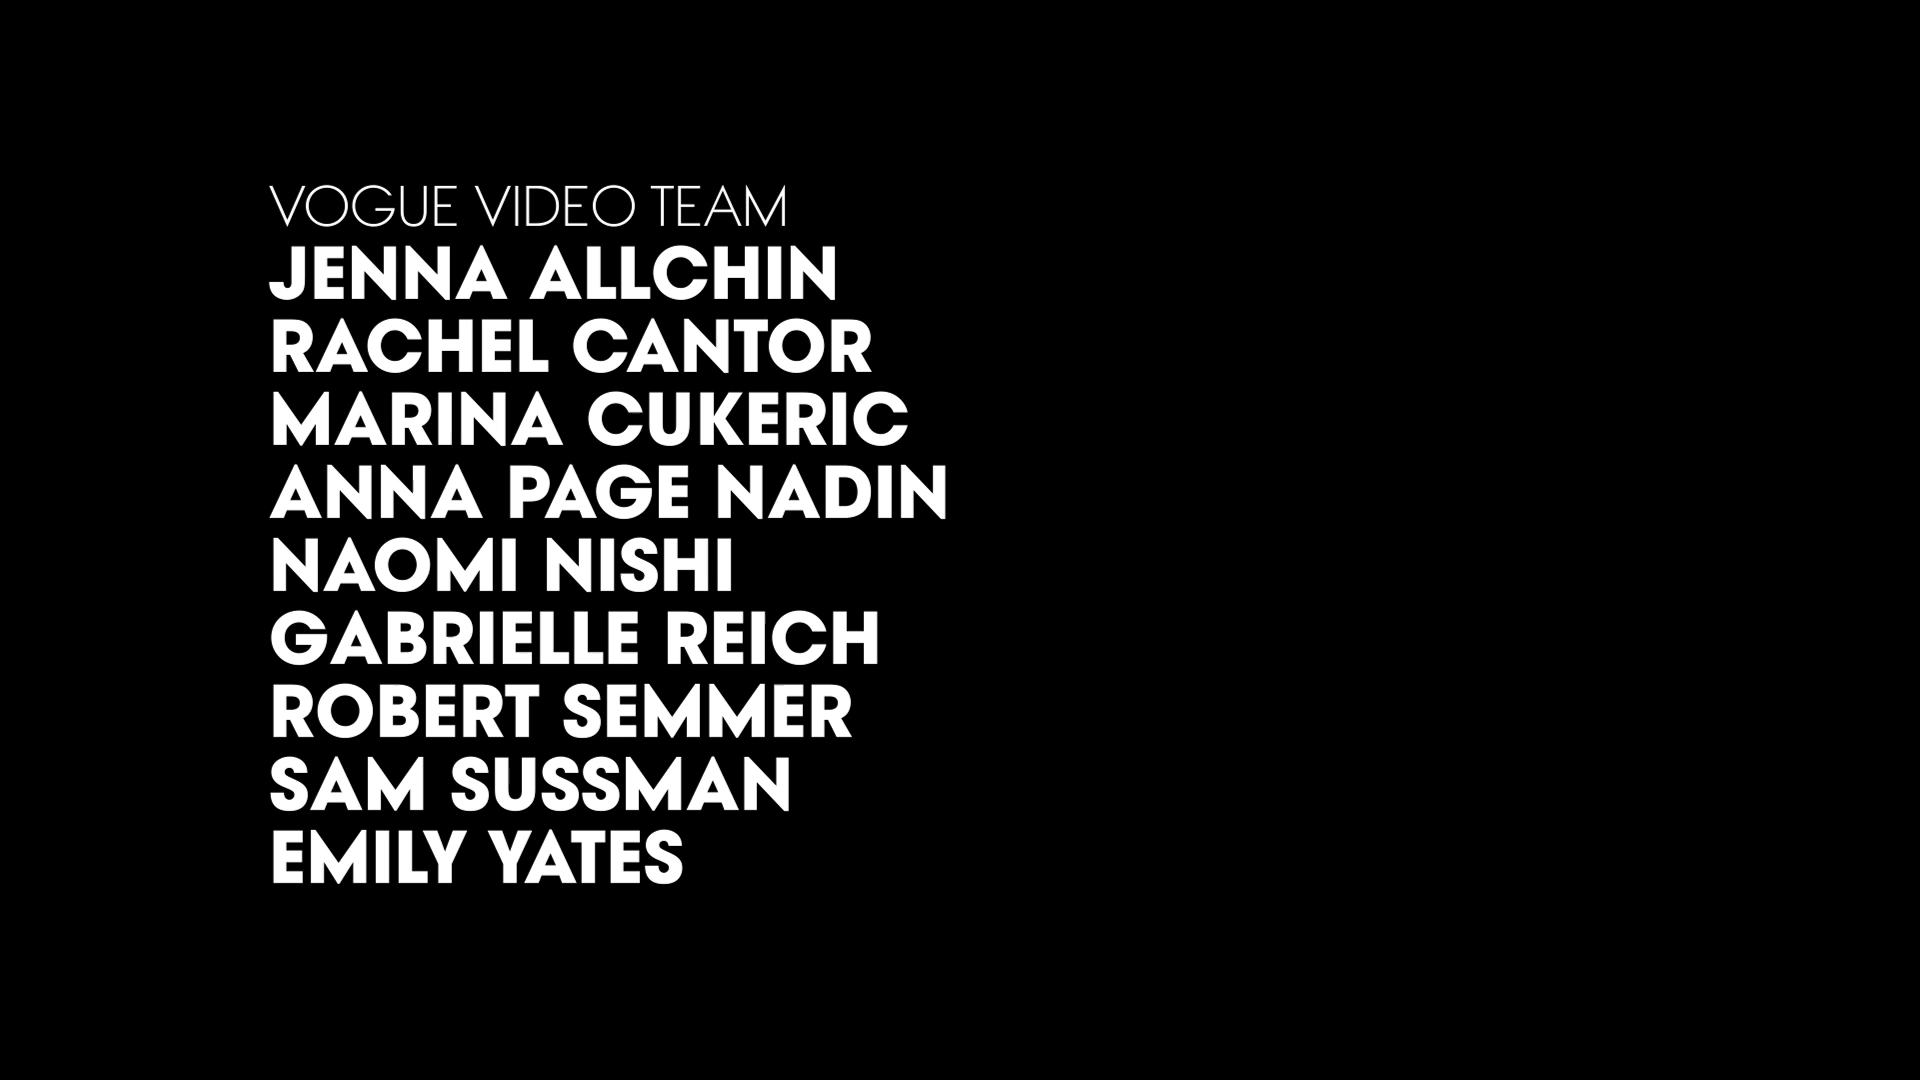 VOGUE VIDEO TEAM
JENNA ALLCHIN
RACHEL CANTOR
MARINA CUKERIC
ANNA PAGE NADIN
NAOMI NISHI
GABRIELLE REICH
ROBERT SEMMER
SAM SUSSMAN
EMILY YATES